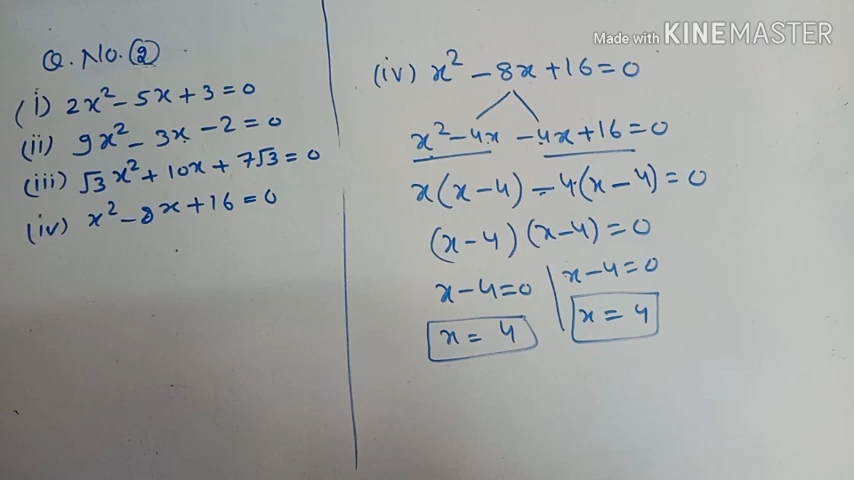 Made with KINEMASTER
Q. No. (2)
(i) 2x² - 5x + 3 = 0
(ii) 9x² - 3x - 2 = 0
(iii) √3 x² + 10x + 7√3 = 0
(iv) x² - 8x + 16 = 0
(iv) x² - 8x + 16 = 0
x² - 4x - 4x + 16 = 0
x(x - 4) - 4(x - 4) = 0
(x - 4) (x - 4) = 0
x - 4 = 0 | x - 4 = 0
x = 4 | x = 4